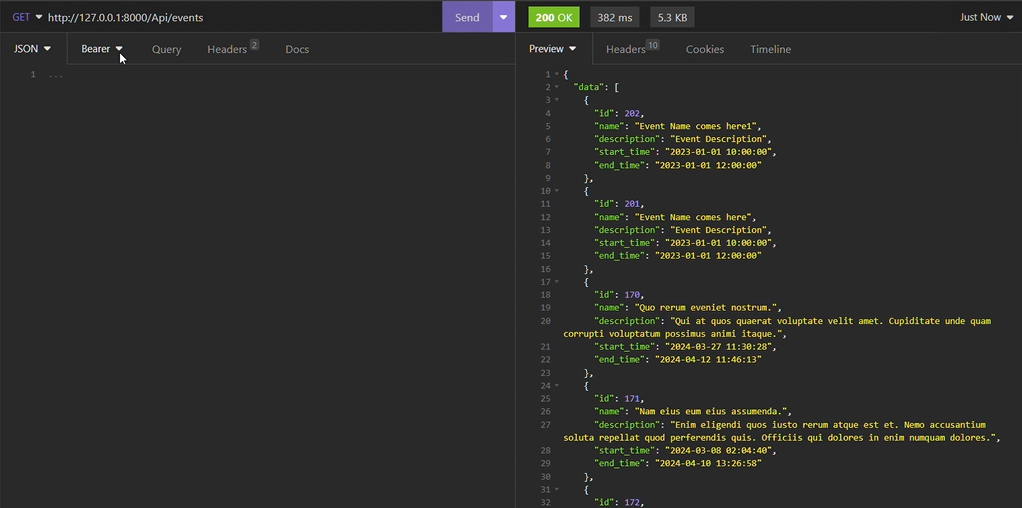 GET http://127.0.0.1:8000/Api/events Send 200 OK 382 ms 5.3 KB Just Now
JSON Bearer Query Headers 2 Docs Preview Headers 10 Cookies Timeline
1 ...
1 {
2 "data": [
3 {
4 "id": 202,
5 "name": "Event Name comes here1",
6 "description": "Event Description",
7 "start_time": "2023-01-01 10:00:00",
8 "end_time": "2023-01-01 12:00:00"
9 },
10 {
11 "id": 201,
12 "name": "Event Name comes here",
13 "description": "Event Description",
14 "start_time": "2023-01-01 10:00:00",
15 "end_time": "2023-01-01 12:00:00"
16 },
17 {
18 "id": 170,
19 "name": "Quo rerum eveniet nostrum.",
20 "description": "Qui at quos quaerat voluptate velit amet. Cupiditate unde quam
corrupti voluptatum possimus animi itaque.",
21 "start_time": "2024-03-27 11:30:28",
22 "end_time": "2024-04-12 11:46:13"
23 },
24 {
25 "id": 171,
26 "name": "Nam eius eum eius assumenda.",
27 "description": "Enim eligendi quos iusto rerum atque est et. Nemo accusantium
soluta repellat quod perferendis quis. Officiis qui dolores in enim numquam dolores.",
28 "start_time": "2024-03-08 02:04:40",
29 "end_time": "2024-04-10 13:26:58"
30 },
31 {
32 "id": 172,